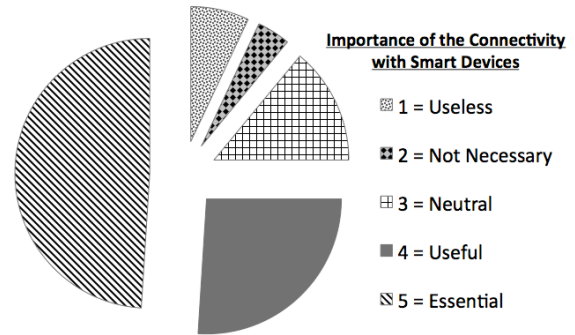 Importance of the Connectivity
with Smart Devices
1 = Useless
2 = Not Necessary
3 = Neutral
4 = Useful
5 = Essential